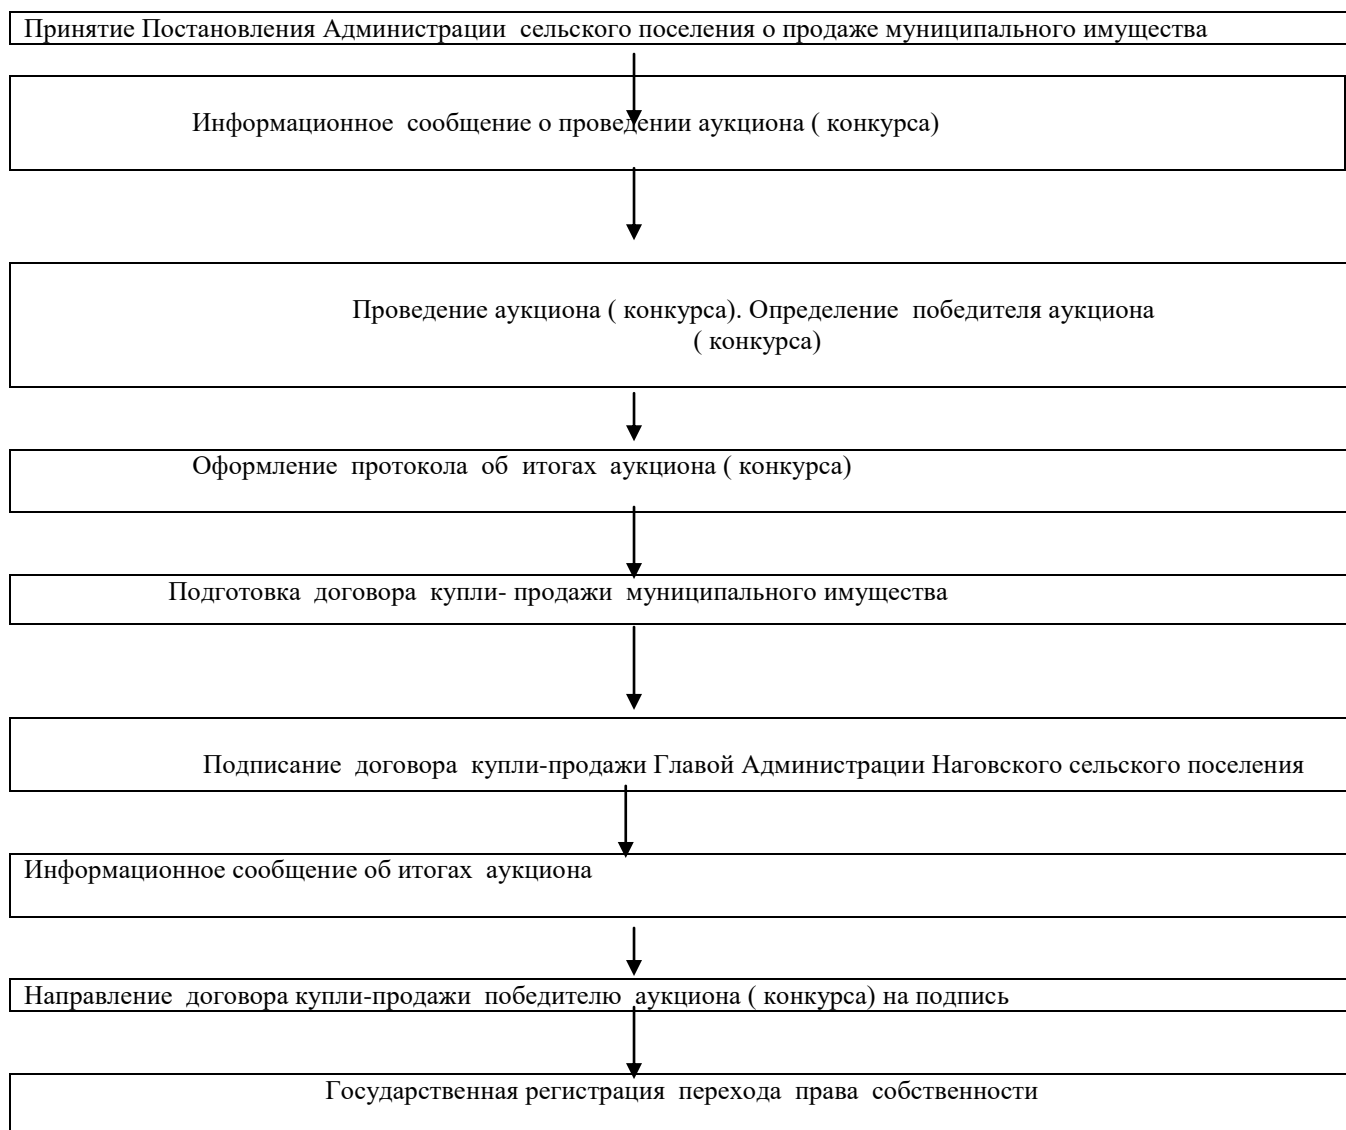 Принятие Постановления Администрации  сельского поселения о продаже муниципального имущества
Информационное  сообщение о проведении аукциона ( конкурса)
Проведение аукциона ( конкурса). Определение  победителя аукциона
( конкурса)
Оформление  протокола  об  итогах  аукциона ( конкурса)
Подготовка  договора  купли- продажи  муниципального имущества
Подписание  договора  купли-продажи Главой Администрации Наговского сельского поселения
Информационное сообщение об итогах  аукциона
Направление  договора купли-продажи  победителю  аукциона ( конкурса) на подпись
Государственная регистрация  перехода  права  собственности